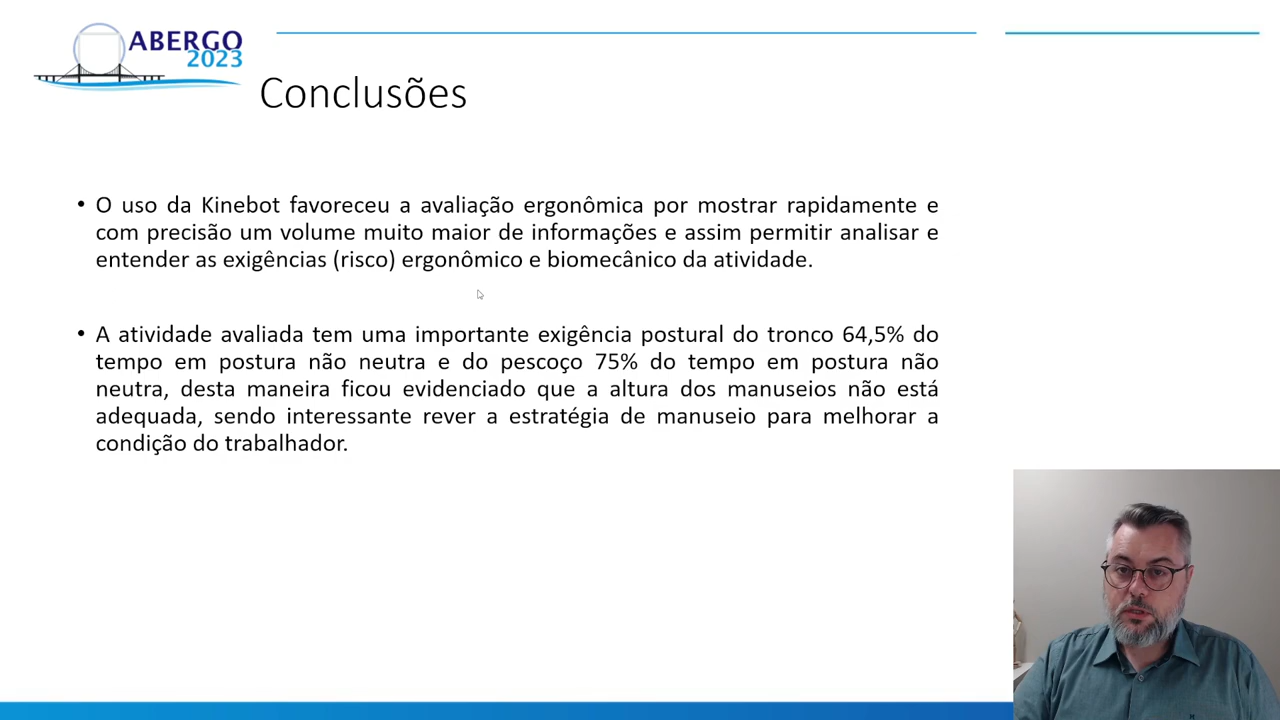 ABERGO
2023
Conclusões
• O uso da Kinebot favoreceu a avaliação ergonômica por mostrar rapidamente e
com precisão um volume muito maior de informações e assim permitir analisar e
entender as exigências (risco) ergonômico e biomecânico da atividade.
• A atividade avaliada tem uma importante exigência postural do tronco 64,5% do
tempo em postura não neutra e do pescoço 75% do tempo em postura não
neutra, desta maneira ficou evidenciado que a altura dos manuseios não está
adequada, sendo interessante rever a estratégia de manuseio para melhorar a
condição do trabalhador.